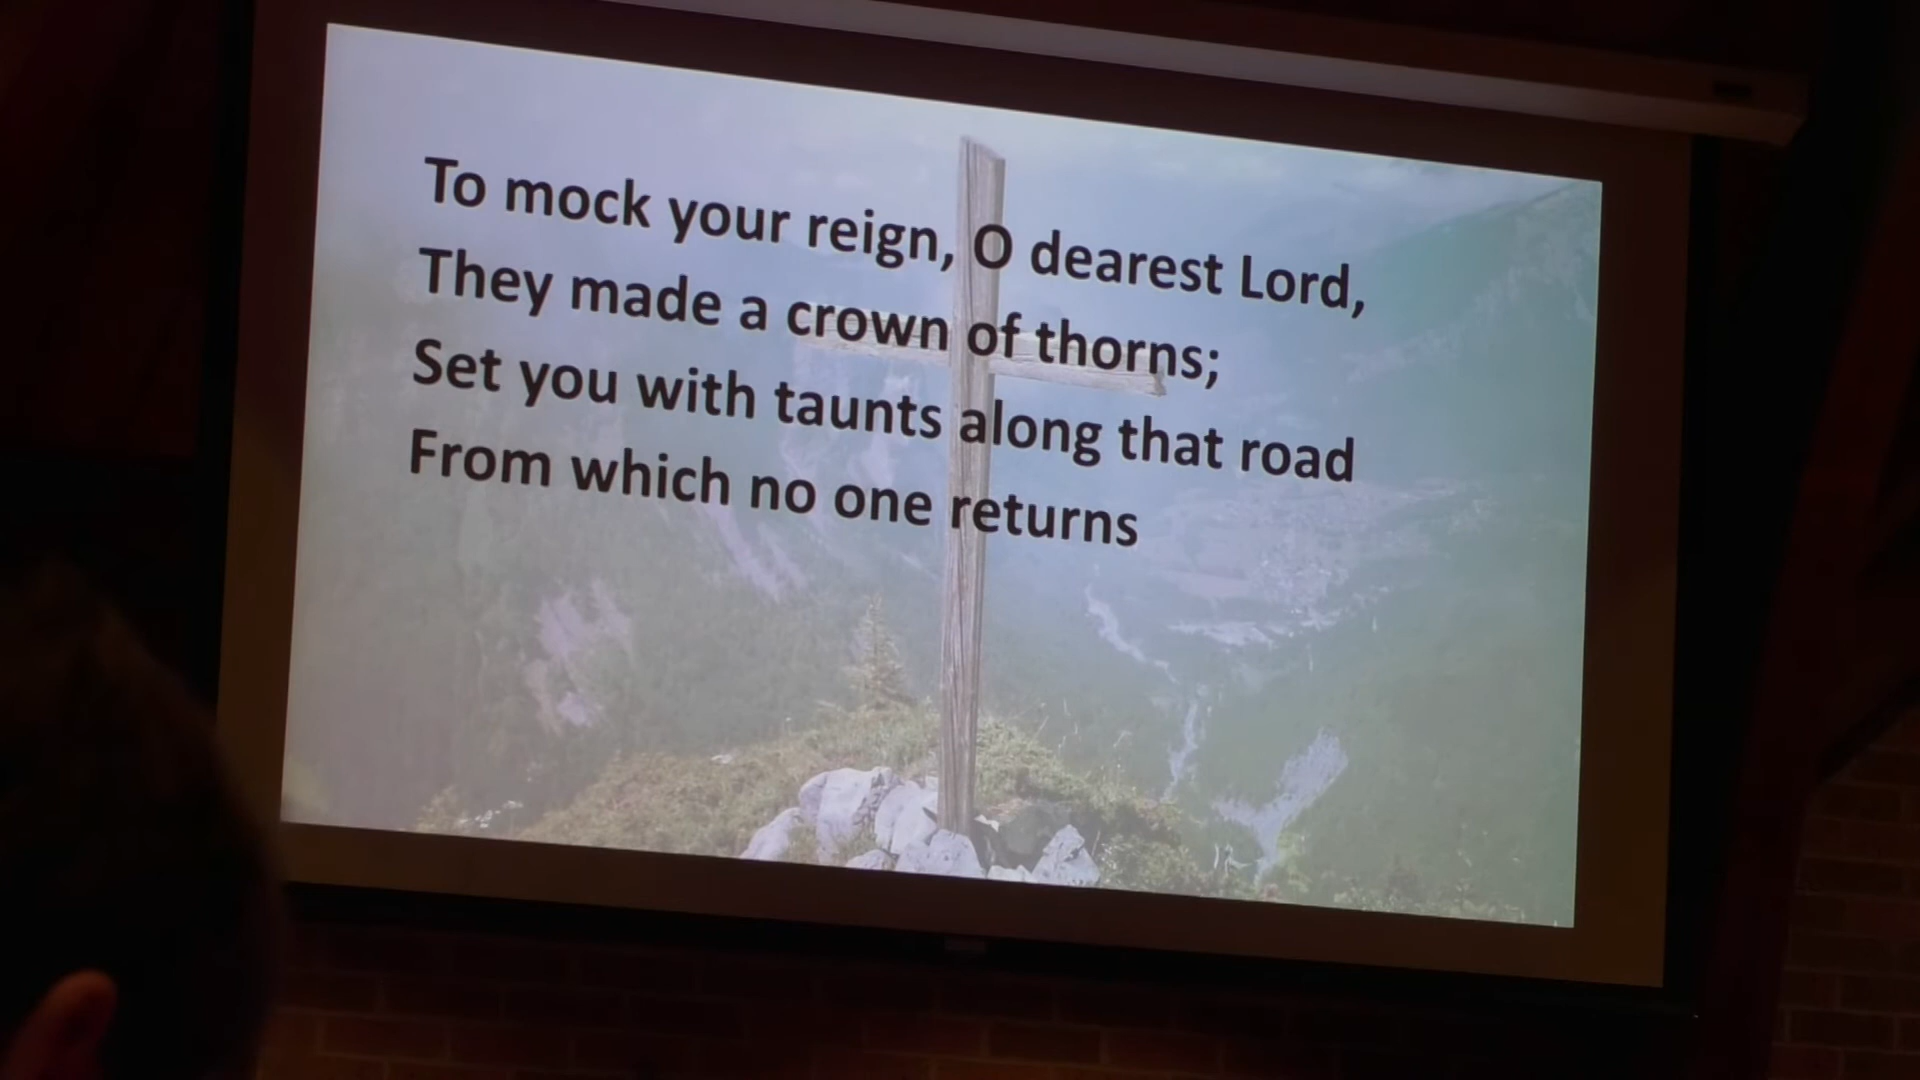 To mock your reign, O dearest Lord,
They made a crown of thorns;
Set you with taunts along that road
From which no one returns